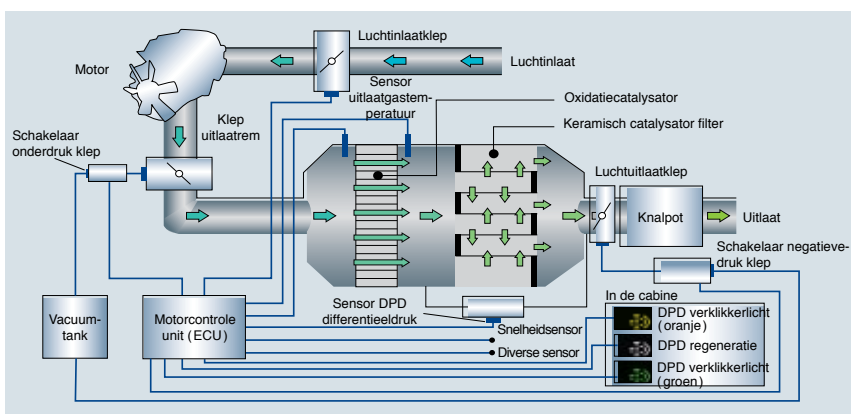 Luchtinlaatklep
Motor
Luchtinlaat
Sensor
uitlaatgastem-
peratuur
Oxidatiecatalysator
Klep
uitlaatrem
Keramisch catalysator filter
Schakelaar
onderdruk klep
Luchtuitlaatklep
Knalpot
Uitlaat
Schakelaar negatieve-
druk klep
Vacuum-
tank
Motorcontrole
unit (ECU)
Sensor DPD
differentieeldruk
Snelheidsensor
Diverse sensor
In de cabine
DPD verklikkerlicht
(oranje)
DPD regeneratie
DPD verklikkerlicht
(groen)